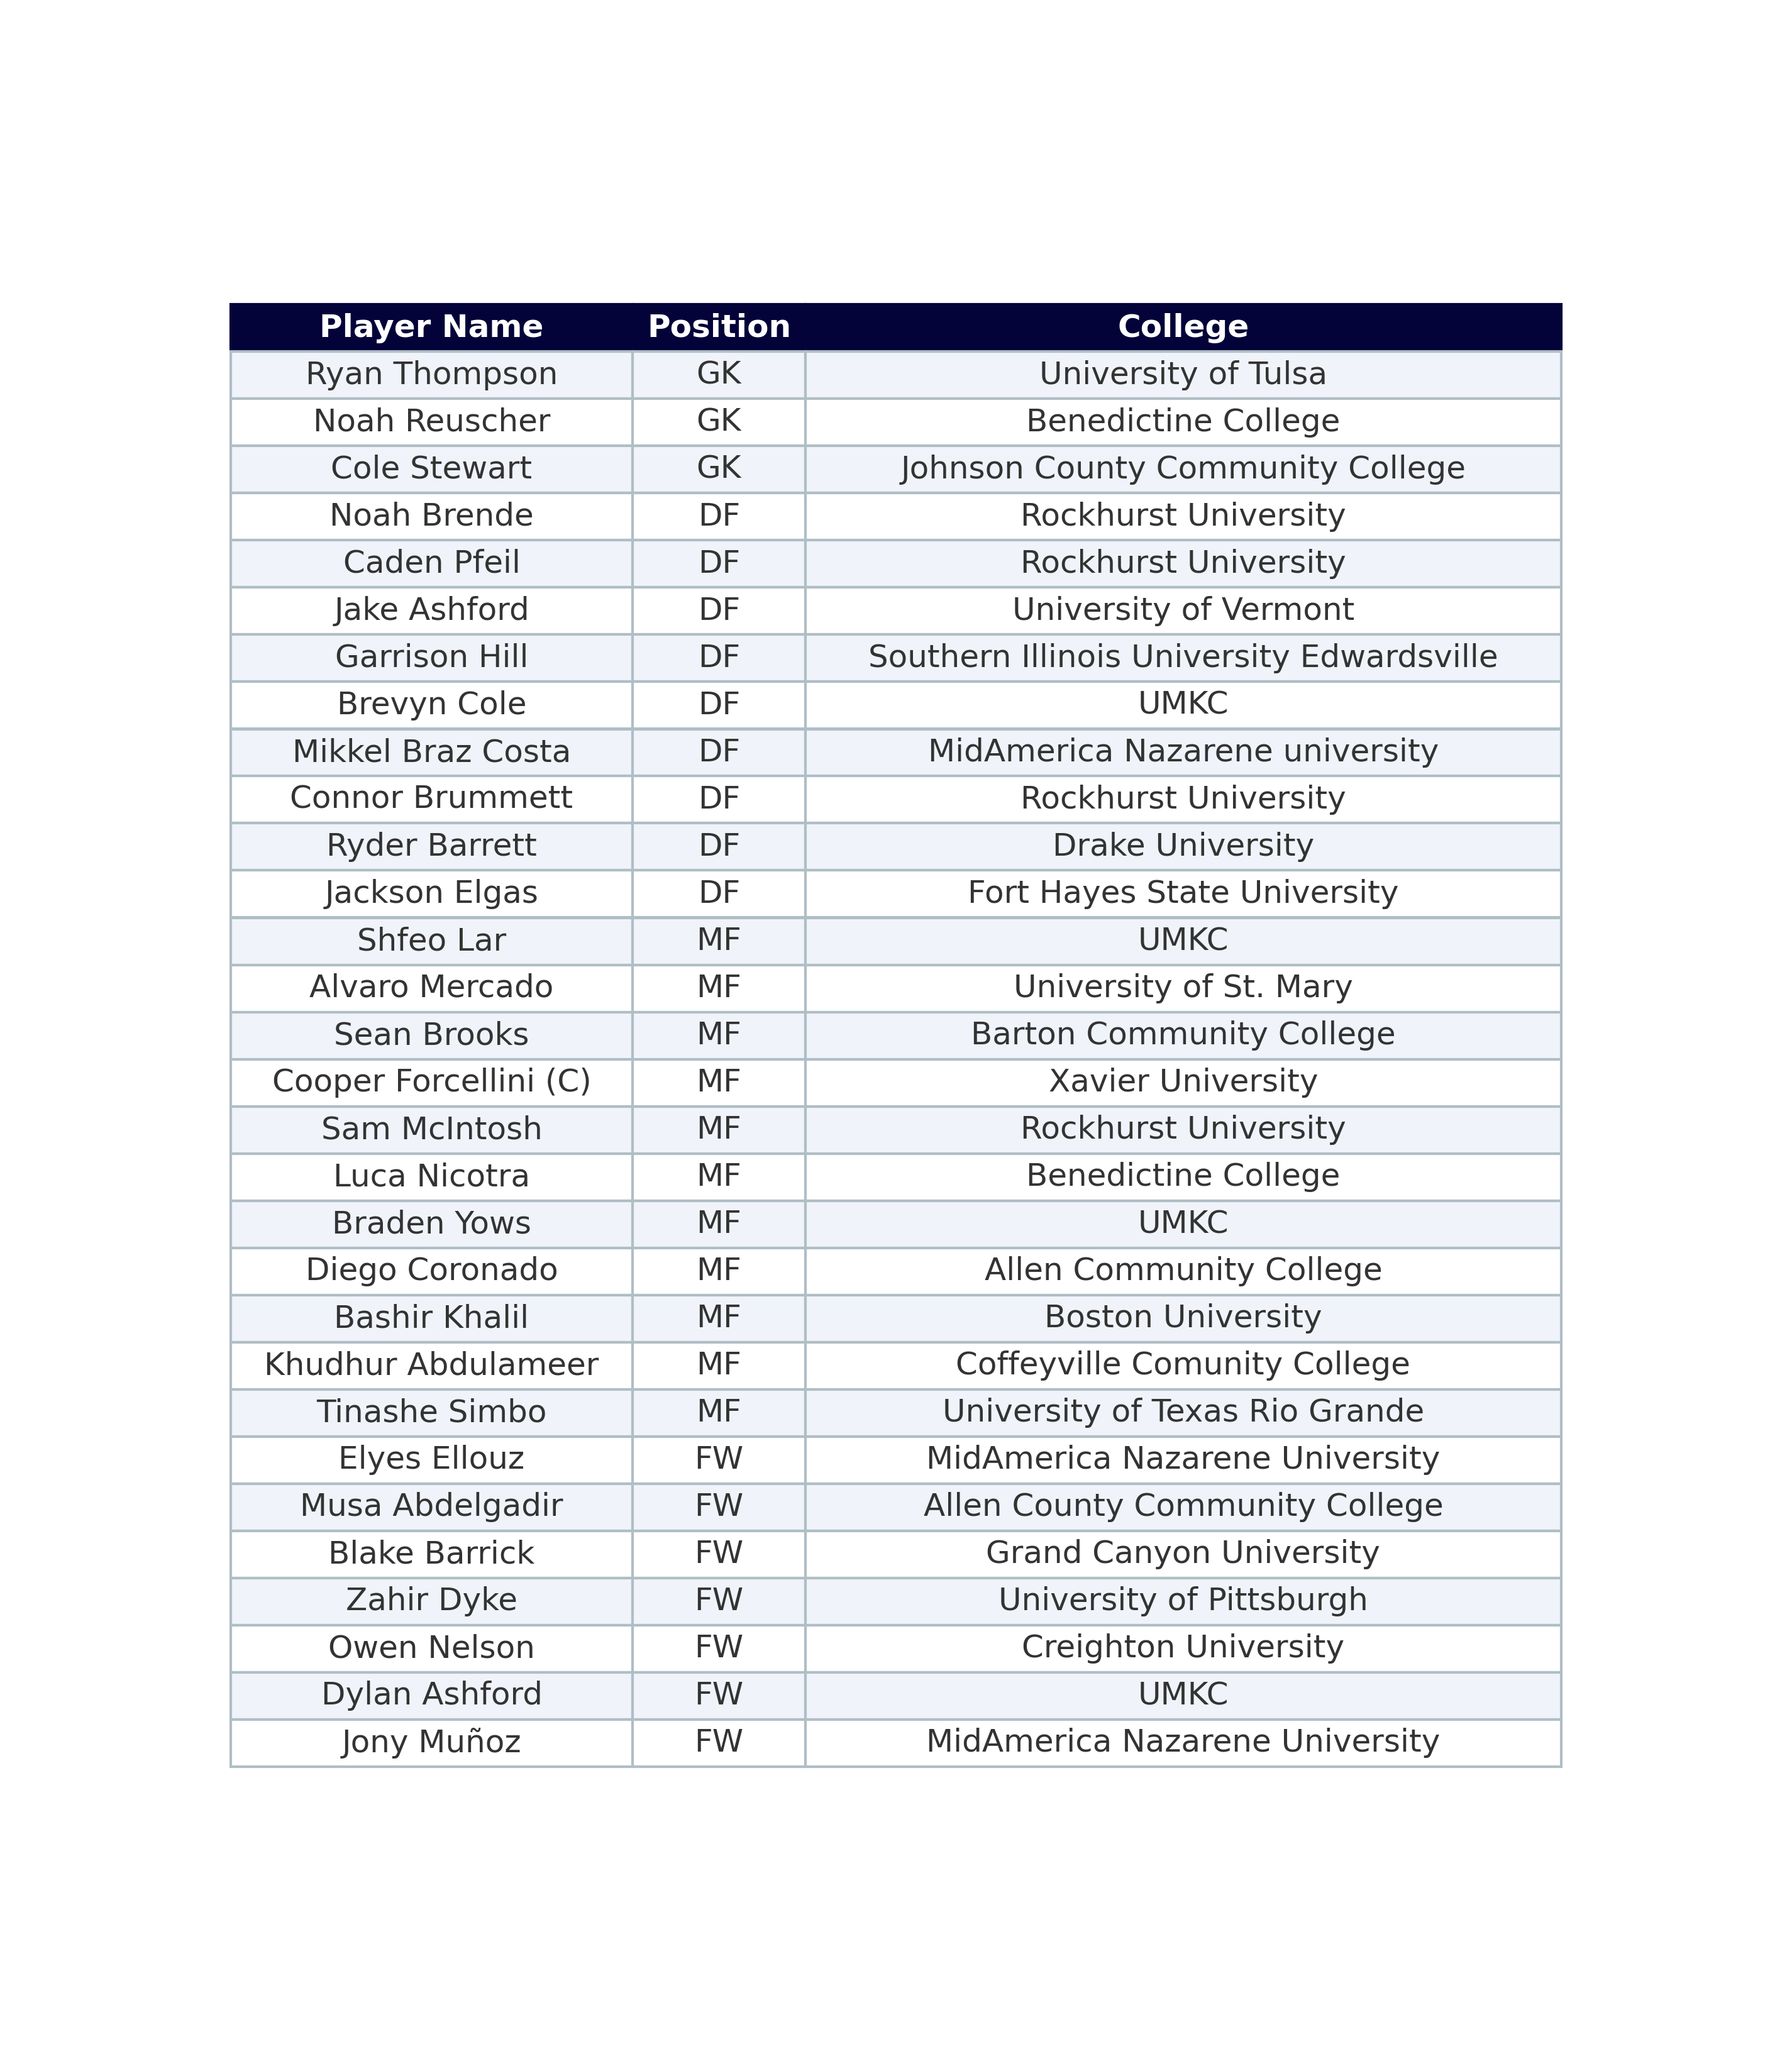 Player Name Position College
Ryan Thompson GK University of Tulsa
Noah Reuscher GK Benedictine College
Cole Stewart GK Johnson County Community College
Noah Brende DF Rockhurst University
Caden Pfeil DF Rockhurst University
Jake Ashford DF University of Vermont
Garrison Hill DF Southern Illinois University Edwardsville
Brevyn Cole DF UMKC
Mikkel Braz Costa DF MidAmerica Nazarene university
Connor Brummett DF Rockhurst University
Ryder Barrett DF Drake University
Jackson Elgas DF Fort Hayes State University
Shfeo Lar MF UMKC
Alvaro Mercado MF University of St. Mary
Sean Brooks MF Barton Community College
Cooper Forcellini (C) MF Xavier University
Sam McIntosh MF Rockhurst University
Luca Nicotra MF Benedictine College
Braden Yows MF UMKC
Diego Coronado MF Allen Community College
Bashir Khalil MF Boston University
Khudhur Abdulameer MF Coffeyville Comunity College
Tinashe Simbo MF University of Texas Rio Grande
Elyes Ellouz FW MidAmerica Nazarene University
Musa Abdelgadir FW Allen County Community College
Blake Barrick FW Grand Canyon University
Zahir Dyke FW University of Pittsburgh
Owen Nelson FW Creighton University
Dylan Ashford FW UMKC
Jony Muñoz FW MidAmerica Nazarene University